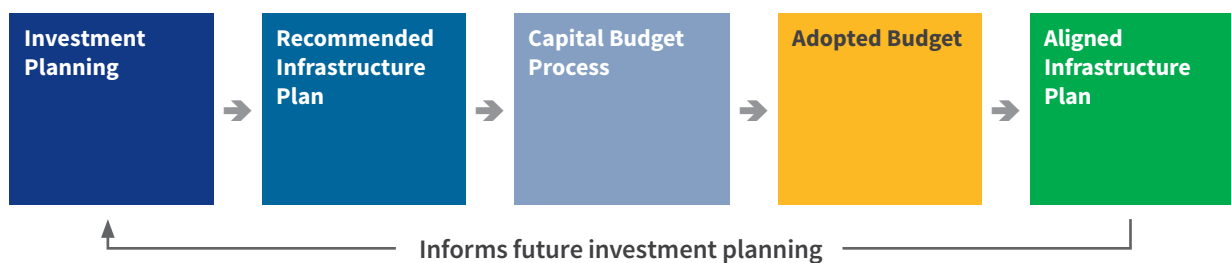 Investment
Planning
Recommended
Infrastructure
Plan
Capital Budget
Process
Adopted Budget
Aligned
Infrastructure
Plan
Informs future investment planning